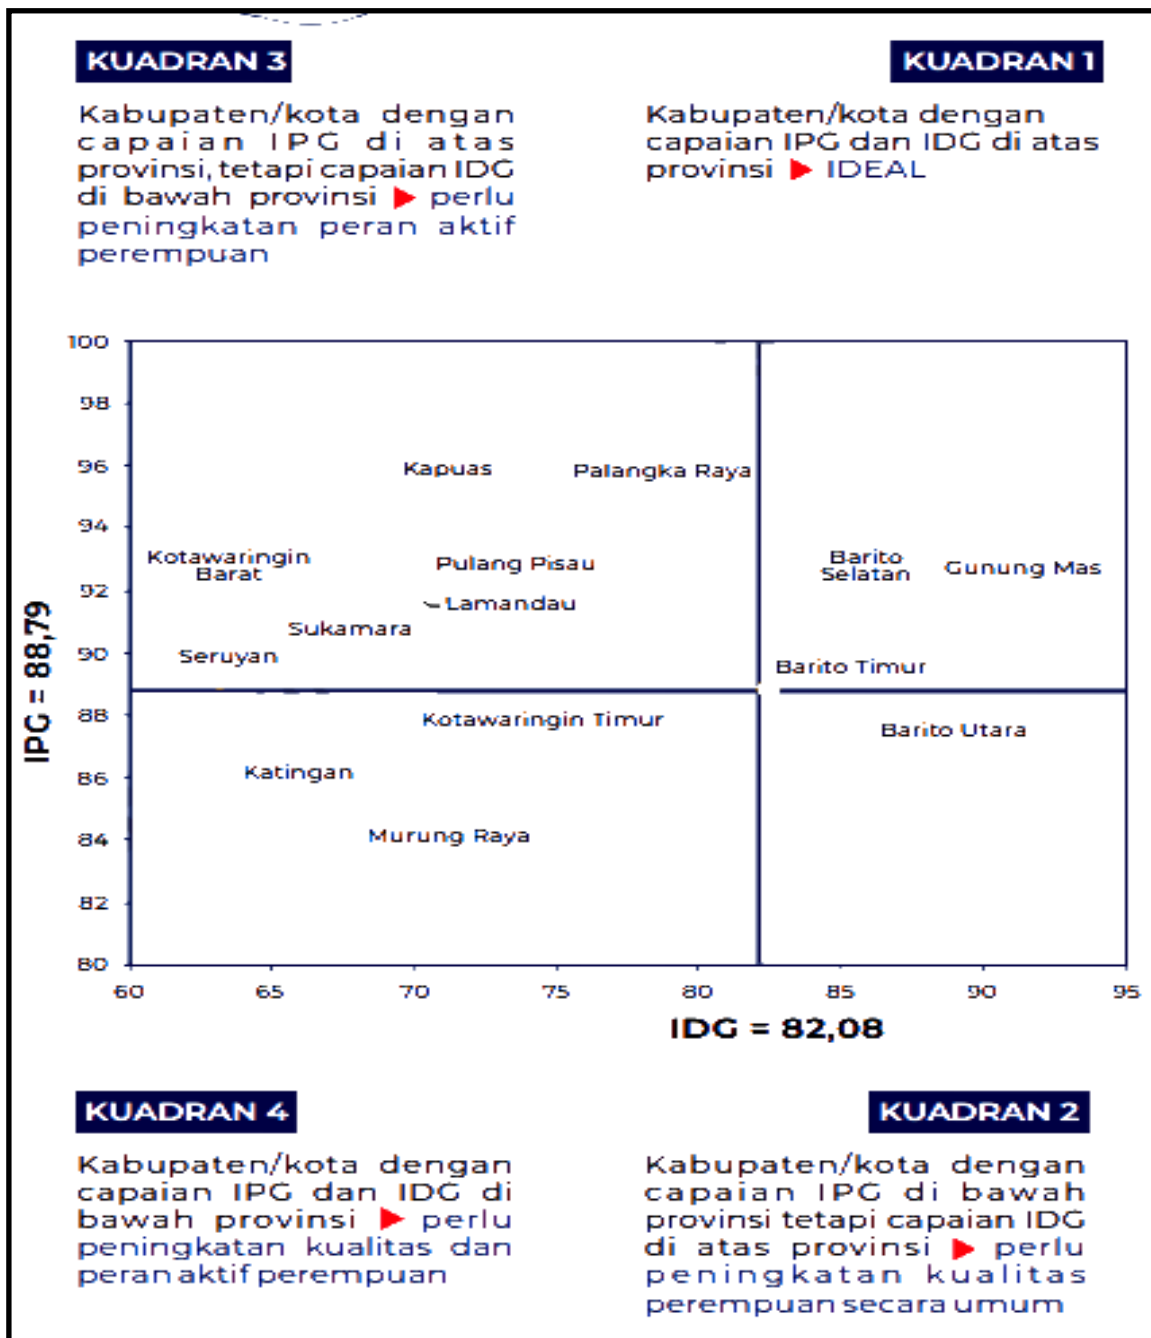 KUADRAN 3
Kabupaten/kota dengan
capaian IPG di atas
provinsi, tetapi capaian IDG
di bawah provinsi ▶ perlu
peningkatan peran aktif
perempuan
KUADRAN 1
Kabupaten/kota dengan
capaian IPG dan IDG di atas
provinsi ▶ IDEAL
IPG = 88,79
100
98
96
94
92
90
88
86
84
82
80
Kapuas
Palangka Raya
Kotawaringin
Barat
Pulang Pisau
Lamandau
Sukamara
Seruyan
Barito
Selatan
Gunung Mas
Barito Timur
Kotawaringin Timur
Katingan
Murung Raya
Barito Utara
60 65 70 75 80 85 90 95
IDG = 82,08
KUADRAN 4
Kabupaten/kota dengan
capaian IPG dan IDG di
bawah provinsi ▶ perlu
peningkatan kualitas dan
peran aktif perempuan
KUADRAN 2
Kabupaten/kota dengan
capaian IPG di bawah
provinsi tetapi capaian IDG
di atas provinsi ▶ perlu
peningkatan kualitas
perempuan secara umum